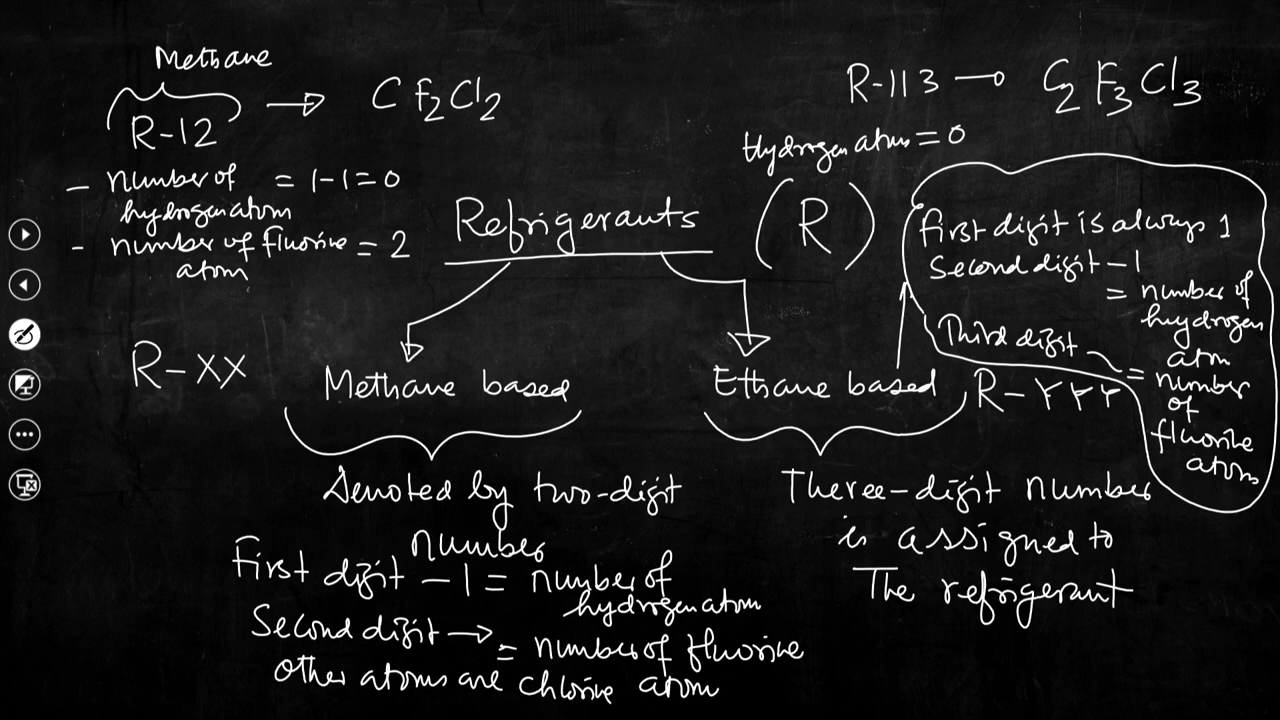 Methane
R-12 → CF2Cl2
- number of hydrogen atom = 1-1=0
- number of fluorine atom = 2
R-113 → C2F3Cl3
Hydrogen atom = 0
Refrigerants (R)
R-XX
Methane based
Denoted by two-digit
number
First digit - 1 = number of
hydrogen atom
Second digit → = number of fluorine
other atoms are chlorine atom
Ethane based
R-YYY
Theree-digit number
is assigned to
The refrigerant
First digit is always 1
Second digit - 1
= number of
hydrogen
atom
Third digit
= number
of
fluorine
atom